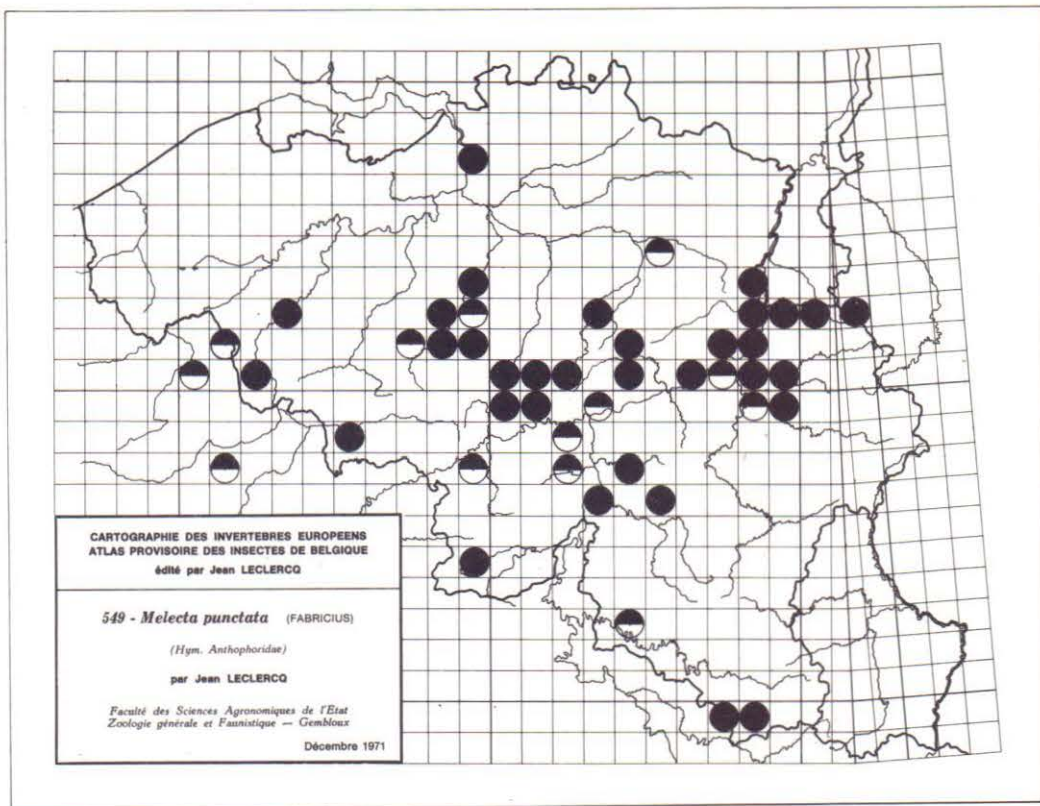 CARTOGRAPHIE DES INVERTEBRES EUROPEENS
ATLAS PROVISOIRE DES INSECTES DE BELGIQUE
édité par Jean LECLERCQ
549 - Melecta punctata (FABRICIUS)
(Hym. Anthophoridae)
par Jean LECLERCQ
Faculté des Sciences Agronomiques de l'Etat
Zoologie générale et Faunistique — Gembloux
Décembre 1971